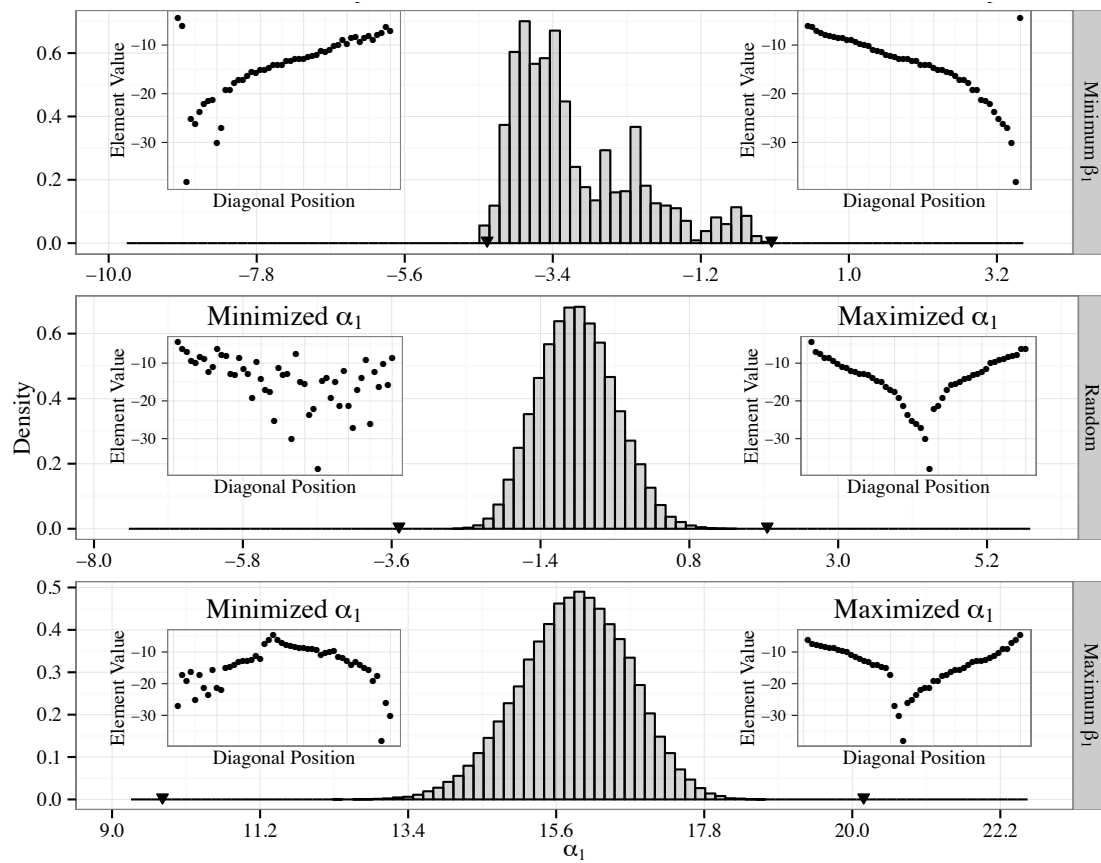 Element Value
−10
−20
−30
Diagonal Position
Element Value
−10
−20
−30
Diagonal Position
0.6
0.4
0.2
0.0
−10.0 −7.8 −5.6 −3.4 −1.2 1.0 3.2
Minimum β1
Minimized α1
Element Value
−10
−20
−30
Diagonal Position
Maximized α1
Element Value
−10
−20
−30
Diagonal Position
Density
0.6
0.4
0.2
0.0
−8.0 −5.8 −3.6 −1.4 0.8 3.0 5.2
Random
Minimized α1
Element Value
−10
−20
−30
Diagonal Position
Maximized α1
Element Value
−10
−20
−30
Diagonal Position
0.5
0.4
0.3
0.2
0.1
0.0
9.0 11.2 13.4 15.6 17.8 20.0 22.2
Maximum β1
α1